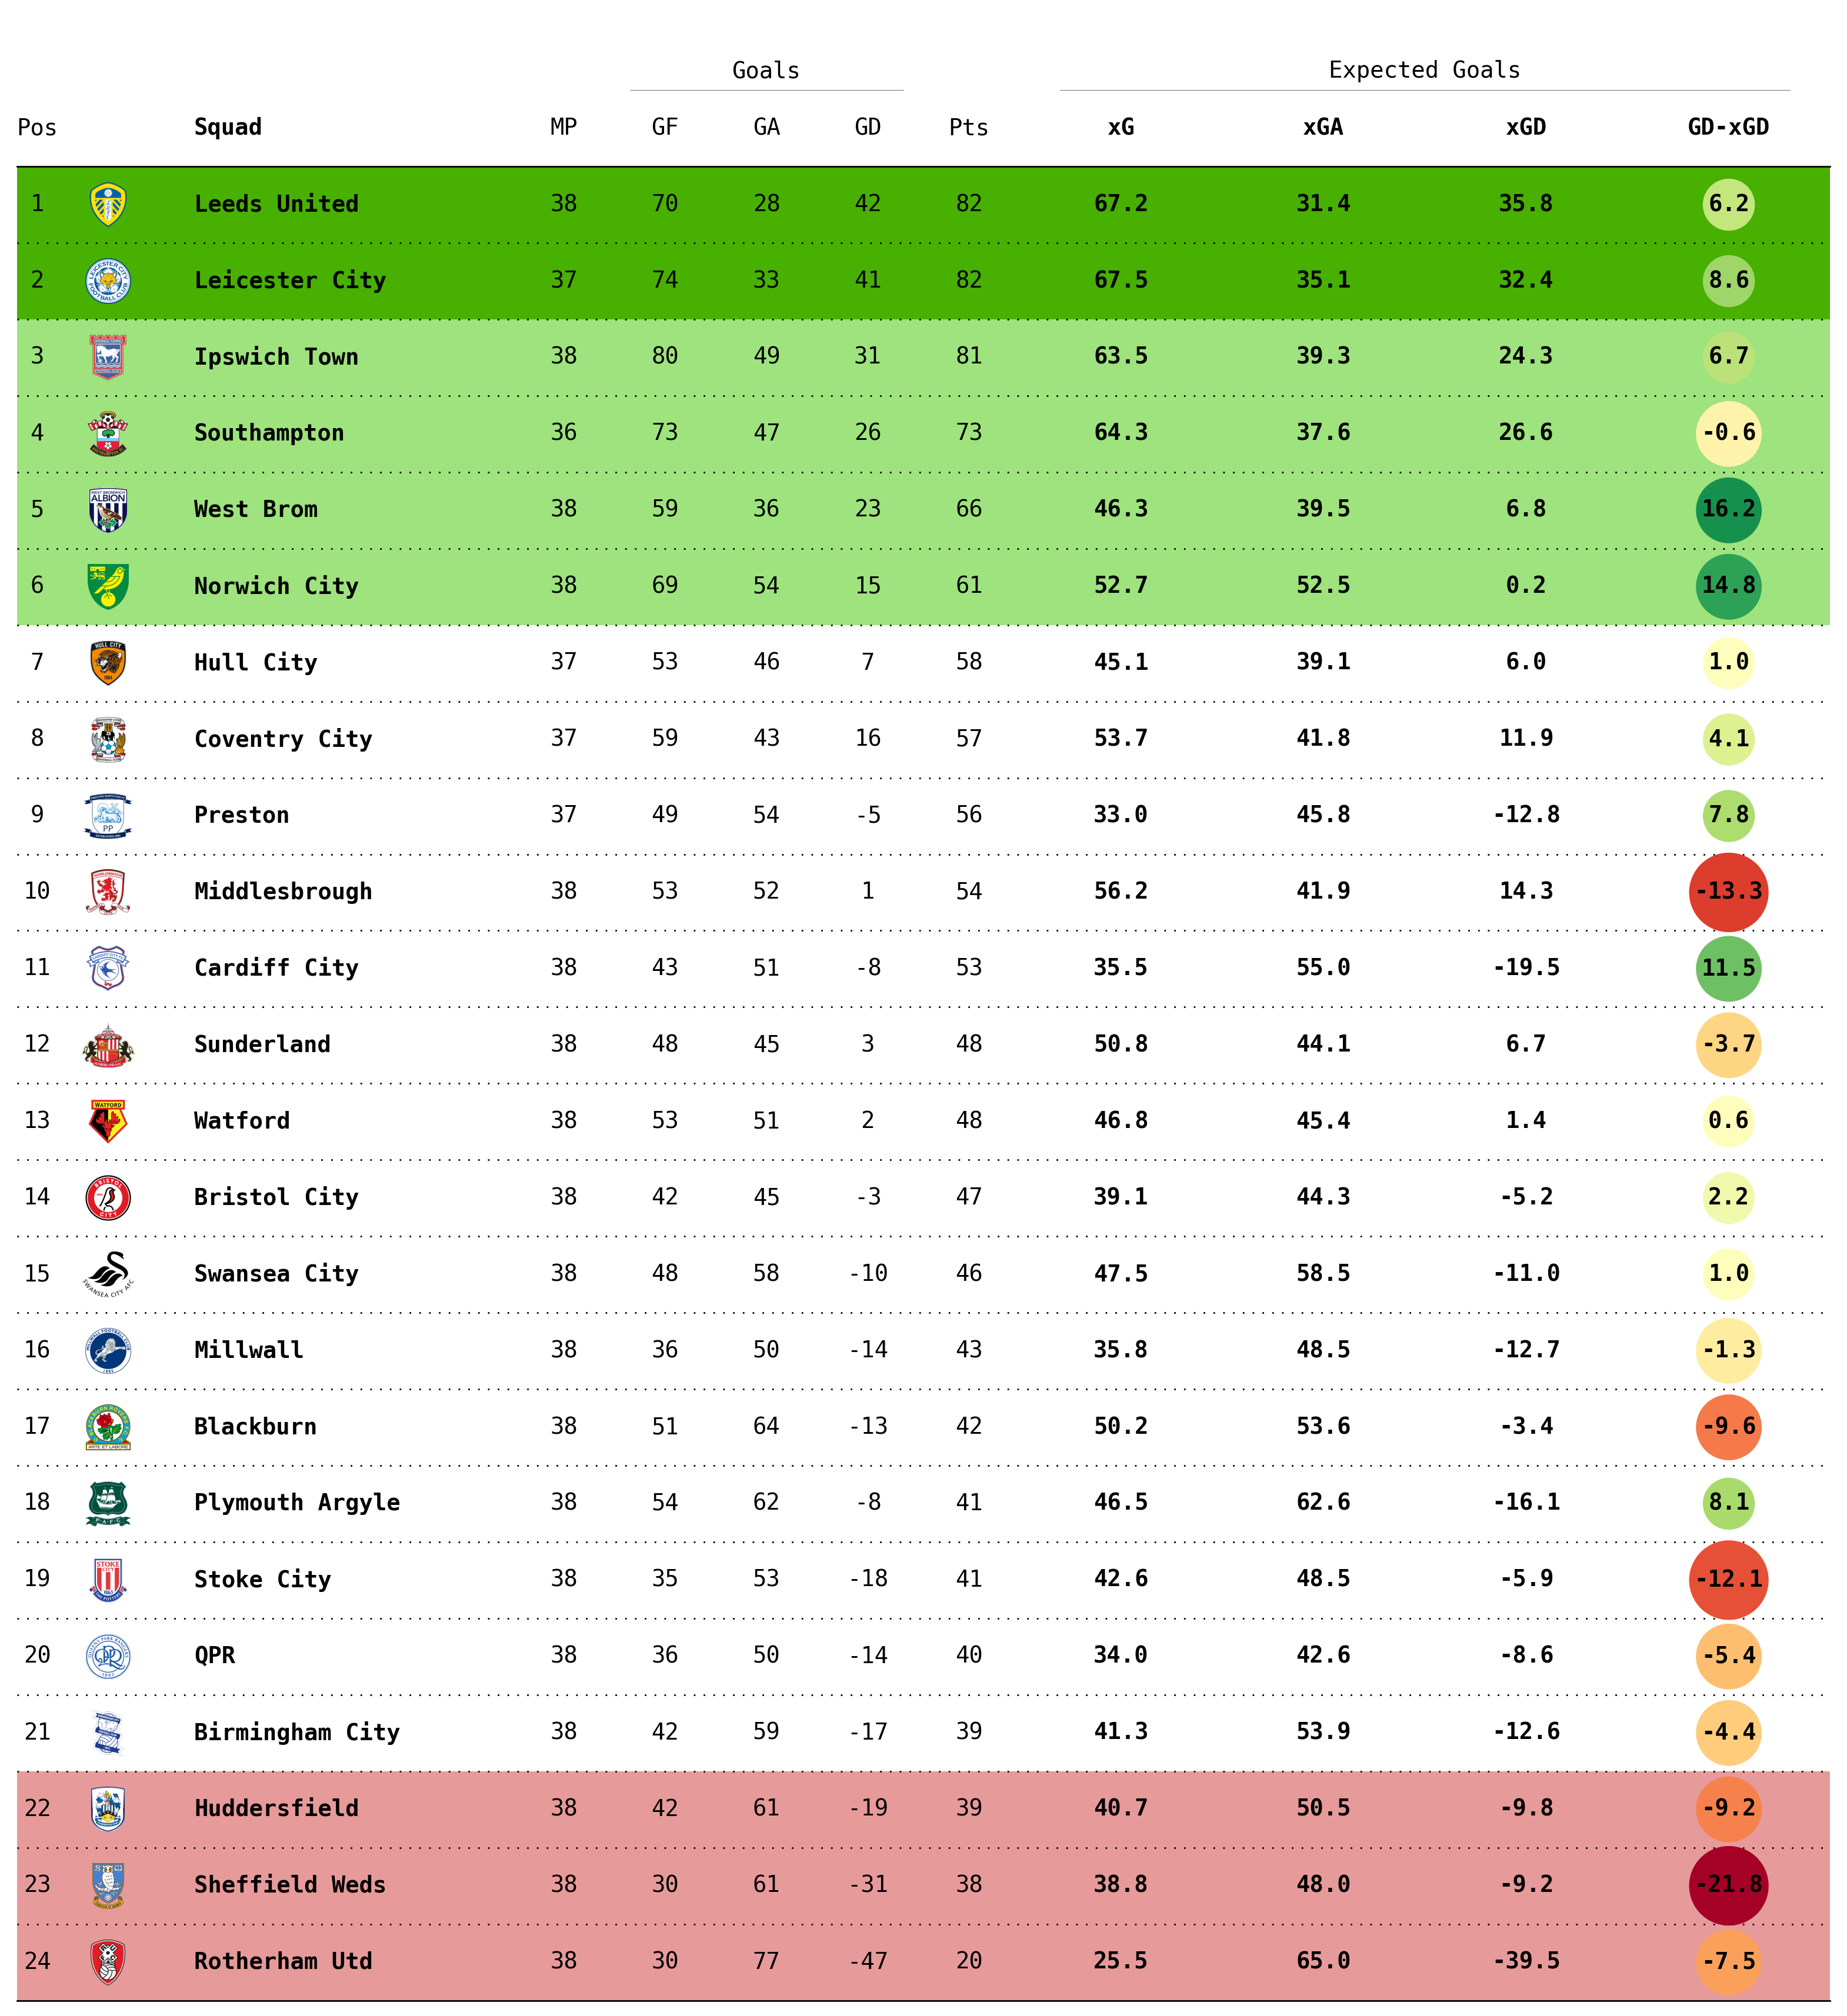 Goals Expected Goals
Pos Squad MP GF GA GD Pts xG xGA xGD GD-xGD
1 Leeds United 38 70 28 42 82 67.2 31.4 35.8 6.2
2 Leicester City 37 74 33 41 82 67.5 35.1 32.4 8.6
3 Ipswich Town 38 80 49 31 81 63.5 39.3 24.3 6.7
4 Southampton 36 73 47 26 73 64.3 37.6 26.6 -0.6
5 WEST BROMWICH ALBION West Brom 38 59 36 23 66 46.3 39.5 6.8 16.2
6 Norwich City 38 69 54 15 61 52.7 52.5 0.2 14.8
7 HULL CITY 1904 Hull City 37 53 46 7 58 45.1 39.1 6.0 1.0
8 Coventry City 37 59 43 16 57 53.7 41.8 11.9 4.1
9 PP Preston 37 49 54 -5 56 33.0 45.8 -12.8 7.8
10 Middlesbrough 38 53 52 1 54 56.2 41.9 14.3 -13.3
11 Cardiff City 38 43 51 -8 53 35.5 55.0 -19.5 11.5
12 Sunderland 38 48 45 3 48 50.8 44.1 6.7 -3.7
13 WATFORD Watford 38 53 51 2 48 46.8 45.4 1.4 0.6
14 BRISTOL CITY Bristol City 38 42 45 -3 47 39.1 44.3 -5.2 2.2
15 SWANSEA CITY AFC Swansea City 38 48 58 -10 46 47.5 58.5 -11.0 1.0
16 Millwall 38 36 50 -14 43 35.8 48.5 -12.7 -1.3
17 ARTE ET LABORE Blackburn 38 51 64 -13 42 50.2 53.6 -3.4 -9.6
18 Plymouth Argyle 38 54 62 -8 41 46.5 62.6 -16.1 8.1
19 STOKE CITY Stoke City 38 35 53 -18 41 42.6 48.5 -5.9 -12.1
20 QPR 38 36 50 -14 40 34.0 42.6 -8.6 -5.4
21 Birmingham City 38 42 59 -17 39 41.3 53.9 -12.6 -4.4
22 Huddersfield 38 42 61 -19 39 40.7 50.5 -9.8 -9.2
23 Sheffield Weds 38 30 61 -31 38 38.8 48.0 -9.2 -21.8
24 Rotherham Utd 38 30 77 -47 20 25.5 65.0 -39.5 -7.5